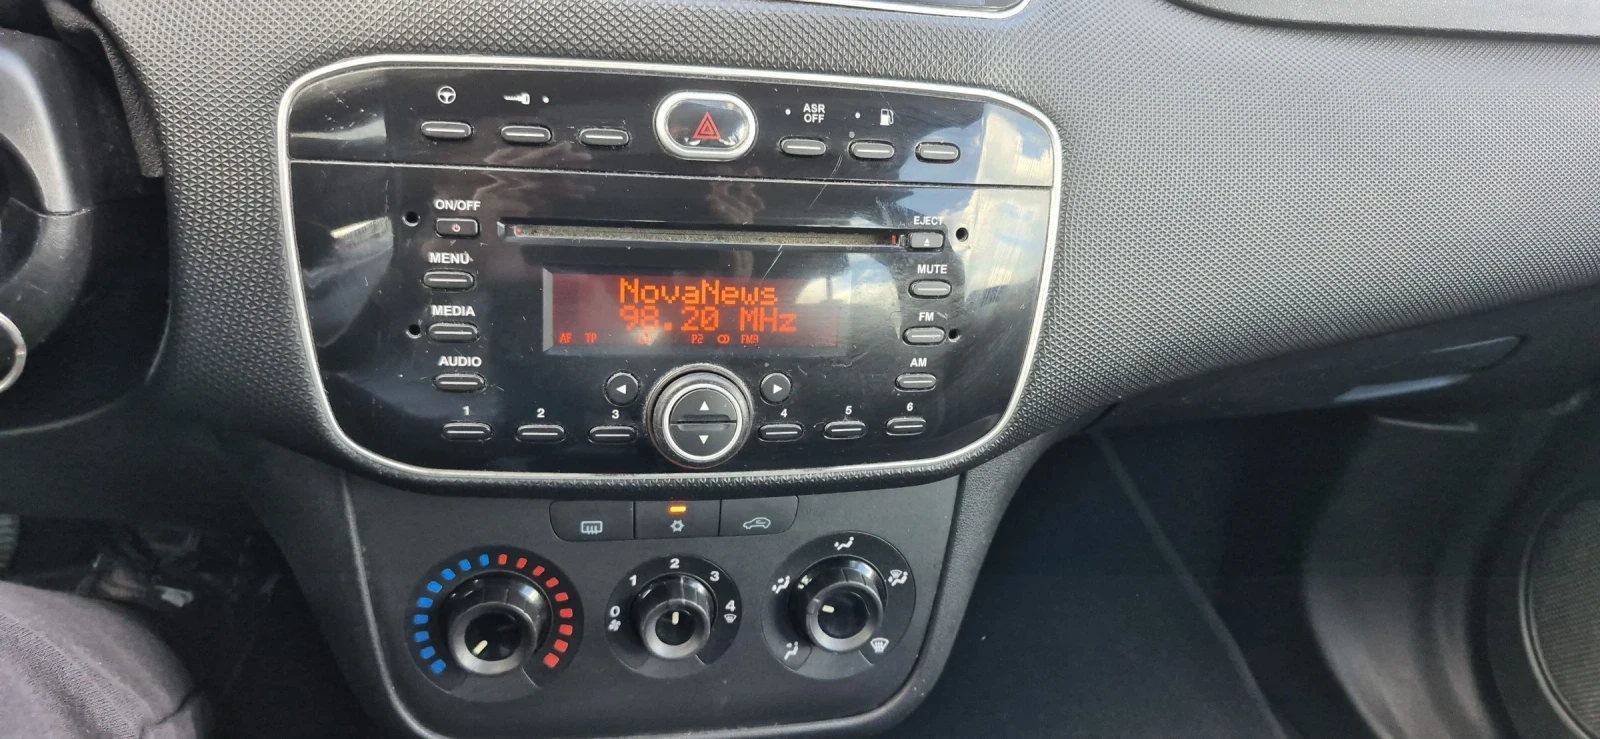 ASR
OFF
ON/OFF
EJECT
MENU
MUTE
MEDIA
NovaNews
98.20 MHz
FM
AF TP P2 CD FMA
AUDIO
AM
1 2 3 4 5 6
0 1 2 3 4